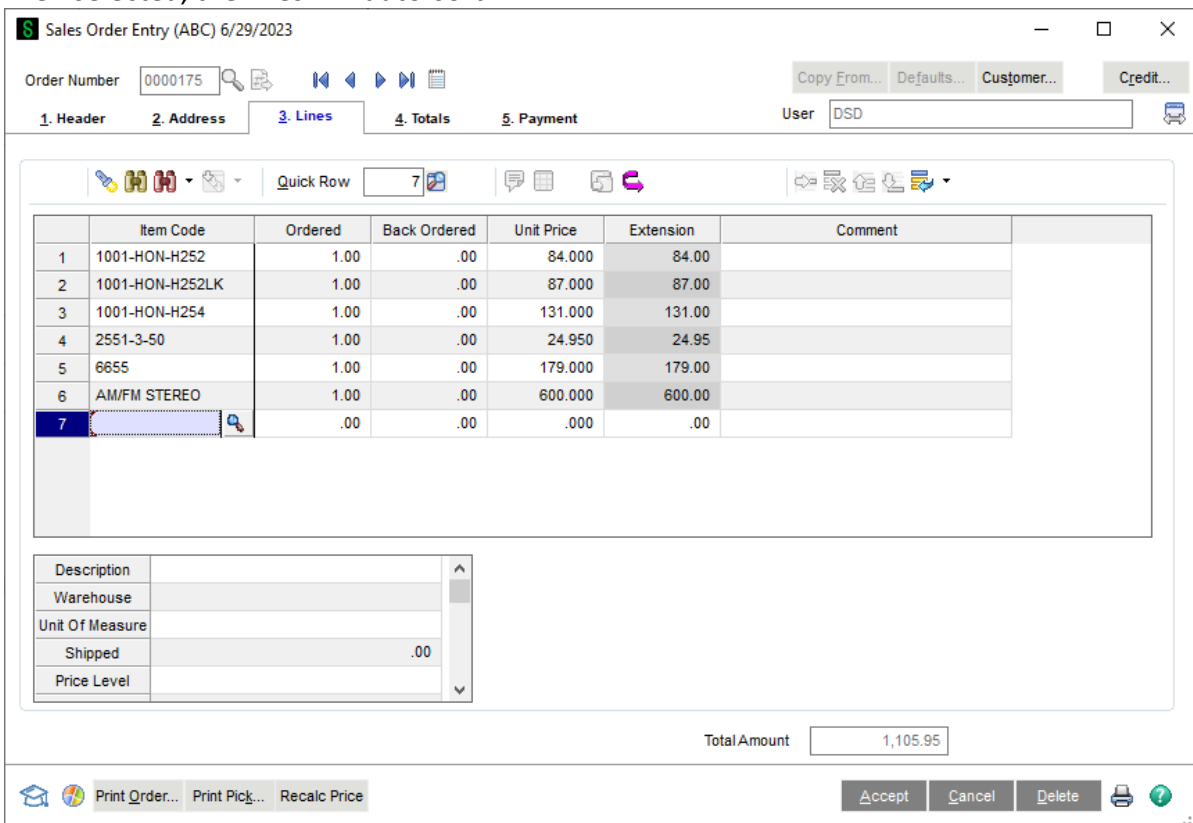 Sales Order Entry (ABC) 6/29/2023
Order Number 0000175 Copy From... Defaults... Customer... Credit...
1. Header 2. Address 3. Lines 4. Totals 5. Payment User DSD
Quick Row 7
Item Code Ordered Back Ordered Unit Price Extension Comment
1 1001-HON-H252 1.00 .00 84.000 84.00
2 1001-HON-H252LK 1.00 .00 87.000 87.00
3 1001-HON-H254 1.00 .00 131.000 131.00
4 2551-3-50 1.00 .00 24.950 24.95
5 6655 1.00 .00 179.000 179.00
6 AM/FM STEREO 1.00 .00 600.000 600.00
7 .00 .00 .000 .00
Description
Warehouse
Unit Of Measure
Shipped .00
Price Level
Total Amount 1,105.95
Print Order... Print Pick... Recalc Price Accept Cancel Delete